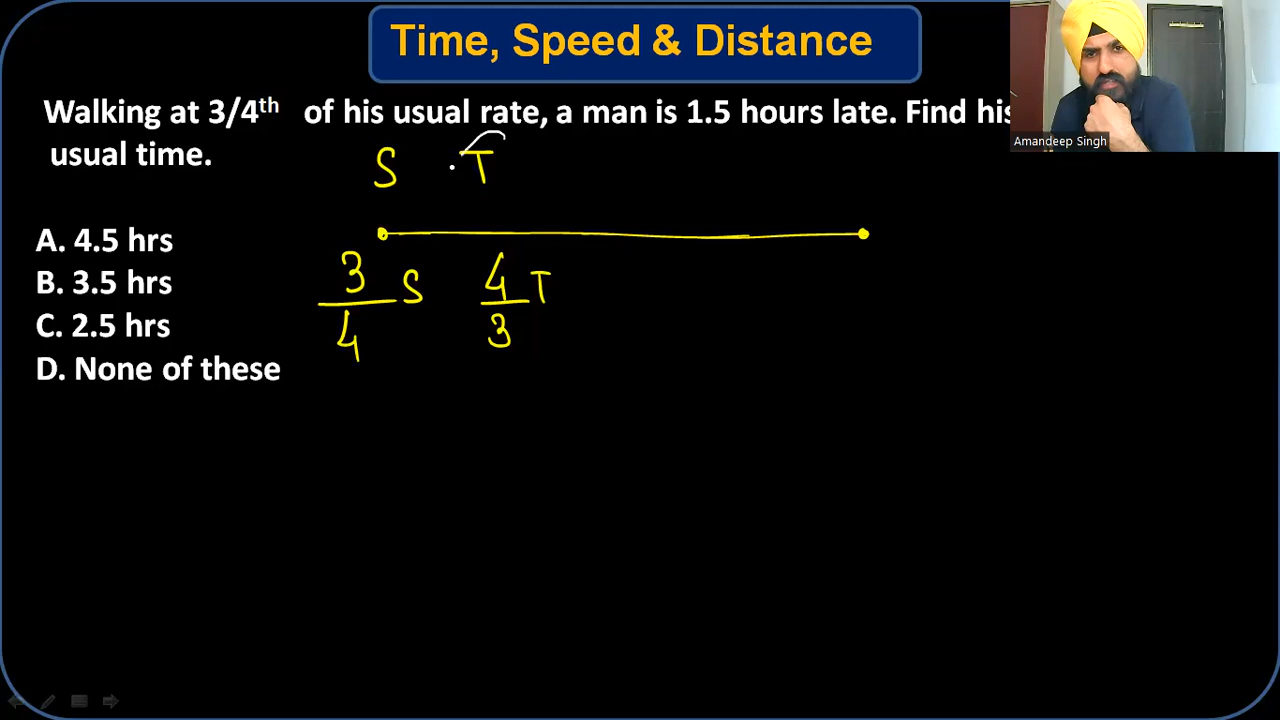 Time, Speed & Distance
Walking at 3/4th of his usual rate, a man is 1.5 hours late. Find his
usual time.
S T
A. 4.5 hrs
B. 3.5 hrs
C. 2.5 hrs
D. None of these
3/4 S 4/3 T
Amandeep Singh